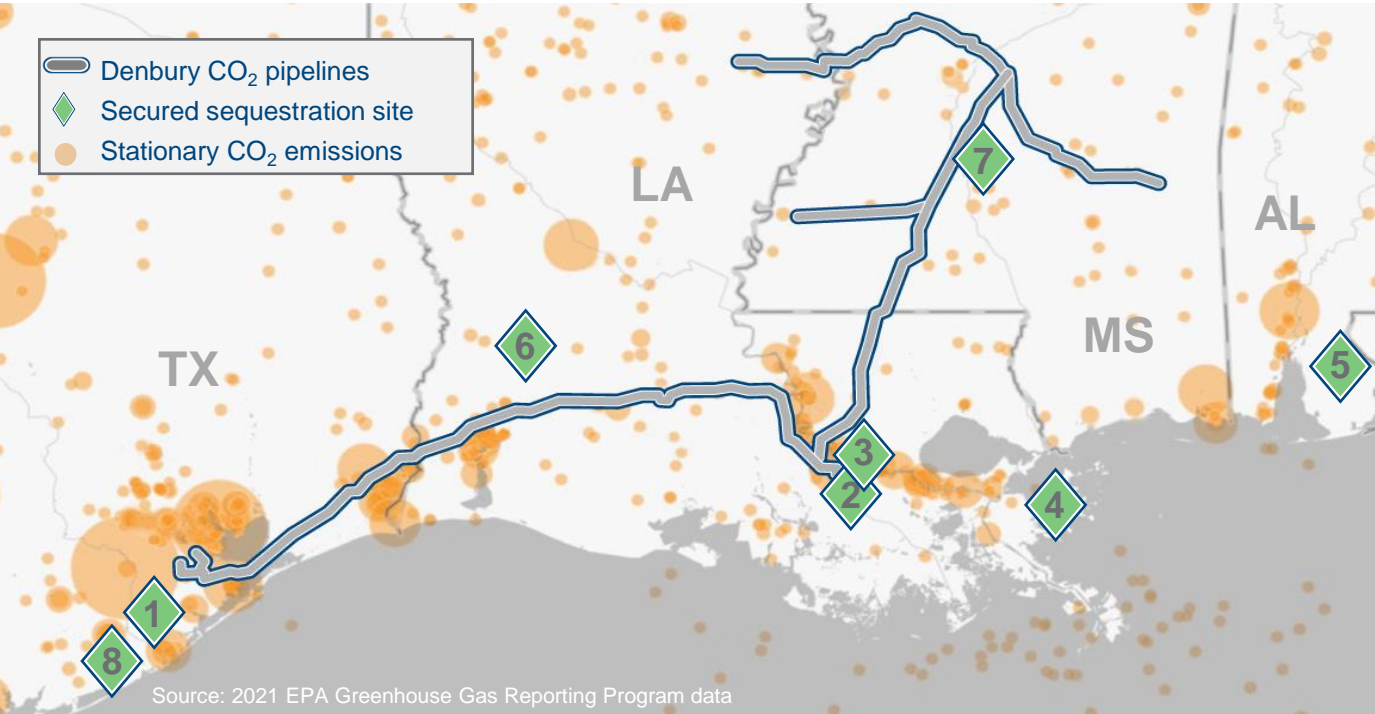 Denbury CO₂ pipelines
Secured sequestration site
Stationary CO₂ emissions
7
LA
AL
MS
6
TX
5
3
2
4
1
8
Source: 2021 EPA Greenhouse Gas Reporting Program data